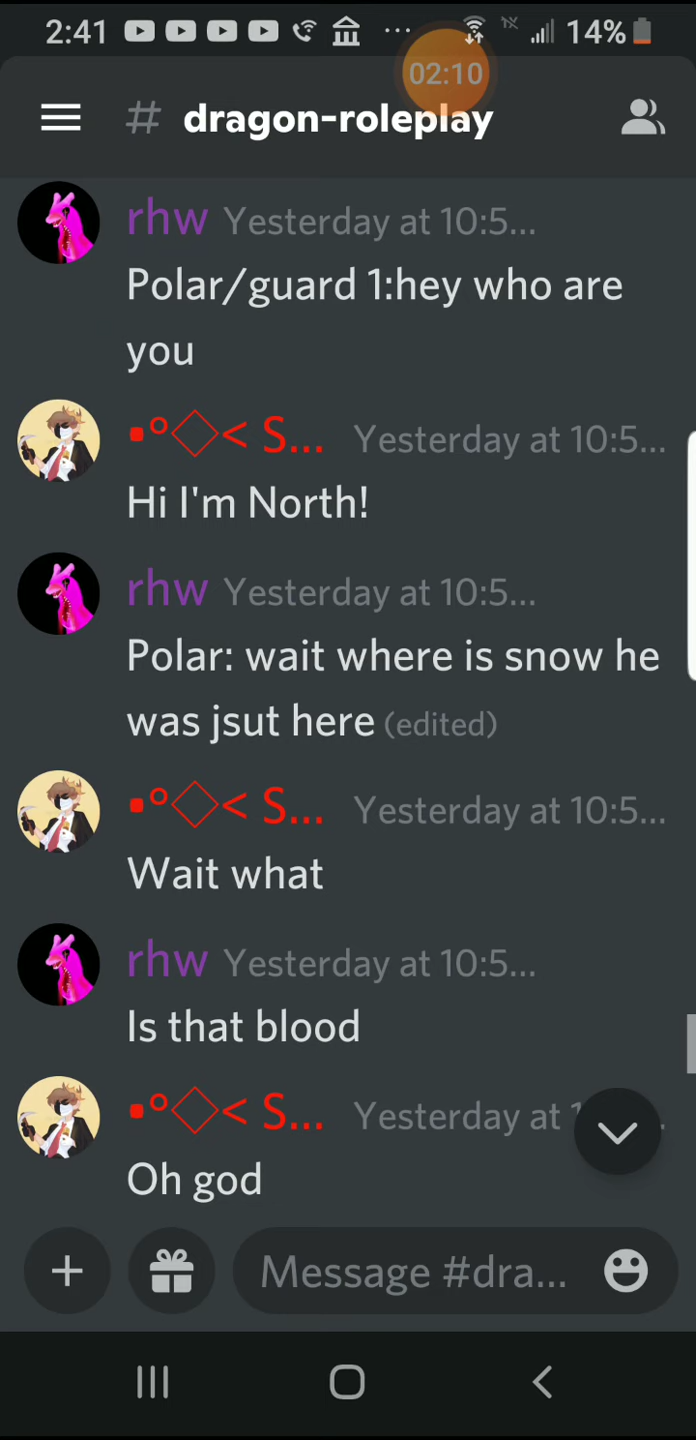 2:41 14%
02:10
# dragon-roleplay
rhw Yesterday at 10:5...
Polar/guard 1:hey who are
you
▪°◇< S... Yesterday at 10:5...
Hi I'm North!
rhw Yesterday at 10:5...
Polar: wait where is snow he
was jsut here (edited)
▪°◇< S... Yesterday at 10:5...
Wait what
rhw Yesterday at 10:5...
Is that blood
▪°◇< S... Yesterday at
Oh god
Message #dra...